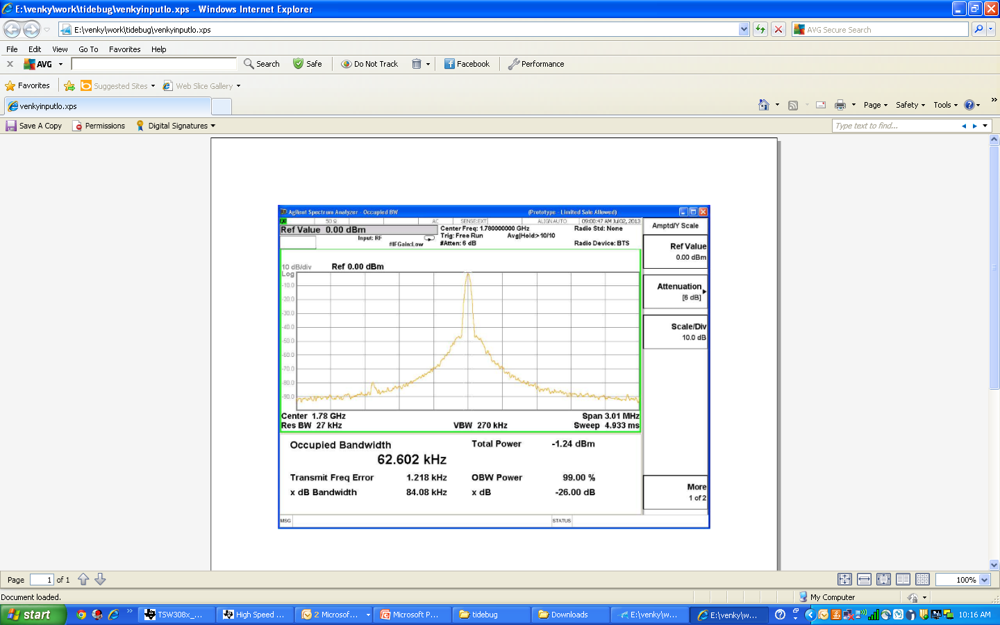 E:\venky\work\tidebug\venkyinputlo.xps - Windows Internet Explorer
E:\venky\work\tidebug\venkyinputlo.xps
AVG Secure Search
File Edit View Go To Favorites Help
X AVG Search Safe Do Not Track Facebook Performance
Favorites Suggested Sites Web Slice Gallery
venkyinputlo.xps
Page Safety Tools
Save A Copy Permissions Digital Signatures
Type text to find...
Agilent Spectrum Analyzer - Occupied BW (Prototype - Limited Sale Allowed)
50 Ω AC SENSE:EXT ALIGN AUTO 09:00:47 AM Jul 02, 2013
Ref Value 0.00 dBm
Center Freq: 1.780000000 GHz
Radio Std: None
Input: RF
Trig: Free Run Avg|Hold:>10/10
#IFGain:Low
#Atten: 6 dB
Radio Device: BTS
10 dB/div Ref 0.00 dBm
Log
-10.0
-20.0
-30.0
-40.0
-50.0
-60.0
-70.0
-80.0
-90.0
Center 1.78 GHz Span 3.01 MHz
Res BW 27 kHz VBW 270 kHz Sweep 4.933 ms
Occupied Bandwidth Total Power -1.24 dBm
62.602 kHz
Transmit Freq Error 1.218 kHz OBW Power 99.00 %
x dB Bandwidth 84.08 kHz x dB -26.00 dB
MSG STATUS
Amptd/Y Scale
Ref Value
0.00 dBm
Attenuation
[6 dB]
Scale/Div
10.0 dB
More
1 of 2
Page 1 of 1 100%
Document loaded. My Computer
start TSW308x_... High Speed ... 2 Microsof... Microsoft P... tidebug Downloads E:\venky\w... E:\venky\w... 10:16 AM